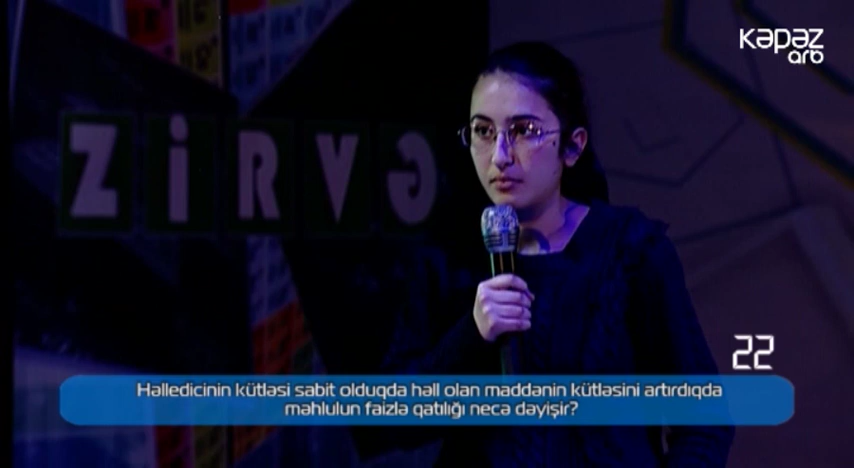 Kəpəz
arb
ZİRVƏ
22
Həlledicinin kütləsi sabit olduqda həll olan maddənin kütləsini artırdıqda
məhlulun faizlə qatılığı necə dəyişir?